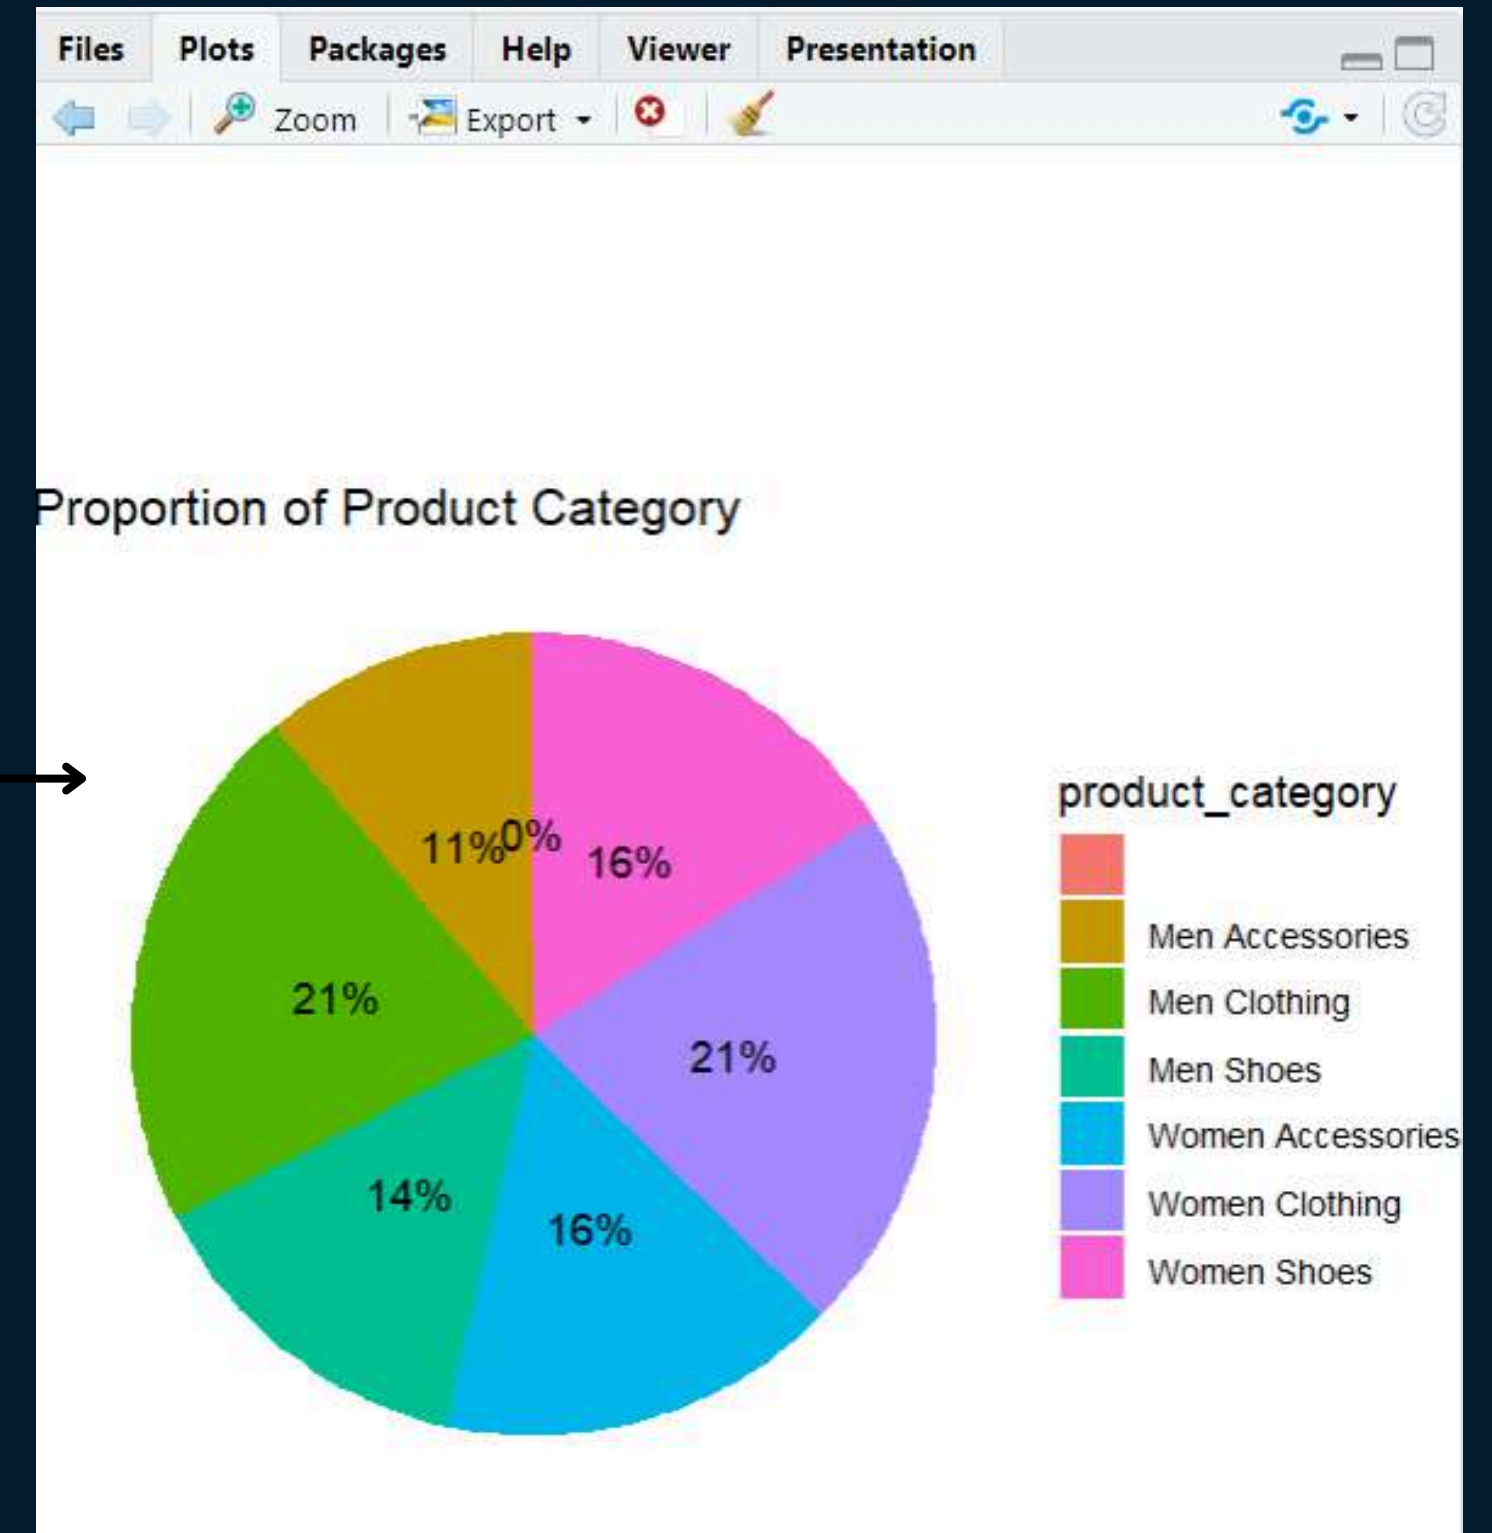 Files Plots Packages Help Viewer Presentation
Zoom Export
Proportion of Product Category
11% 0% 16%
21%
21%
14%
16%
product_category
Men Accessories
Men Clothing
Men Shoes
Women Accessories
Women Clothing
Women Shoes